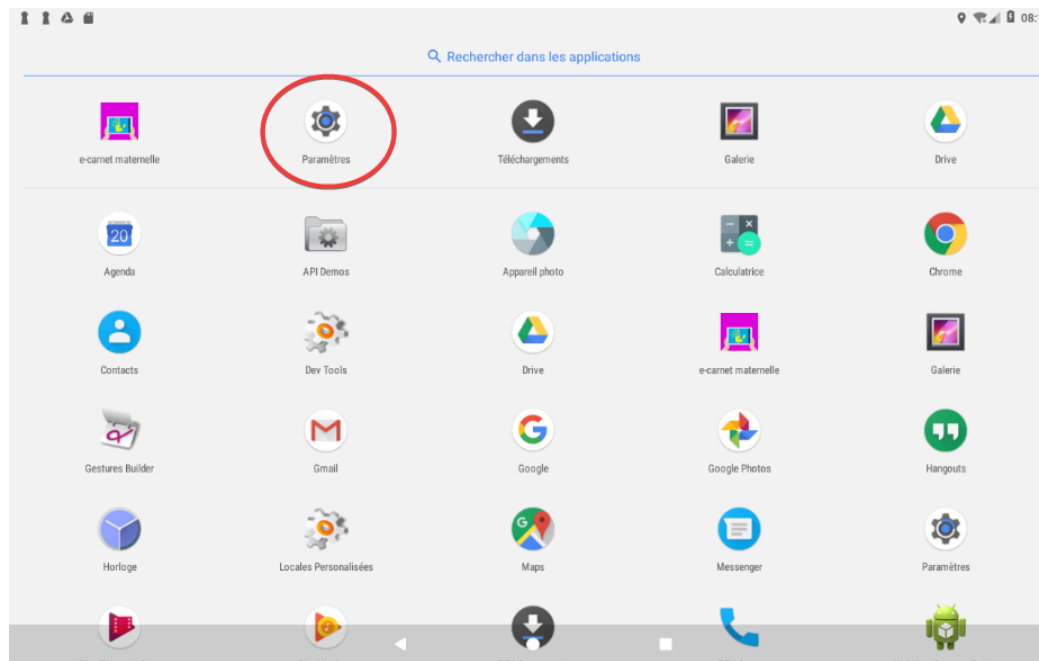 08:
Rechercher dans les applications
e-carnet maternelle Paramètres Téléchargements Galerie Drive
20
Agenda API Demos Appareil photo Calculatrice Chrome
Contacts Dev Tools Drive e-carnet maternelle Galerie
Gestures Builder Gmail Google Google Photos Hangouts
Horloge Locales Personalisées Maps Messenger Paramètres